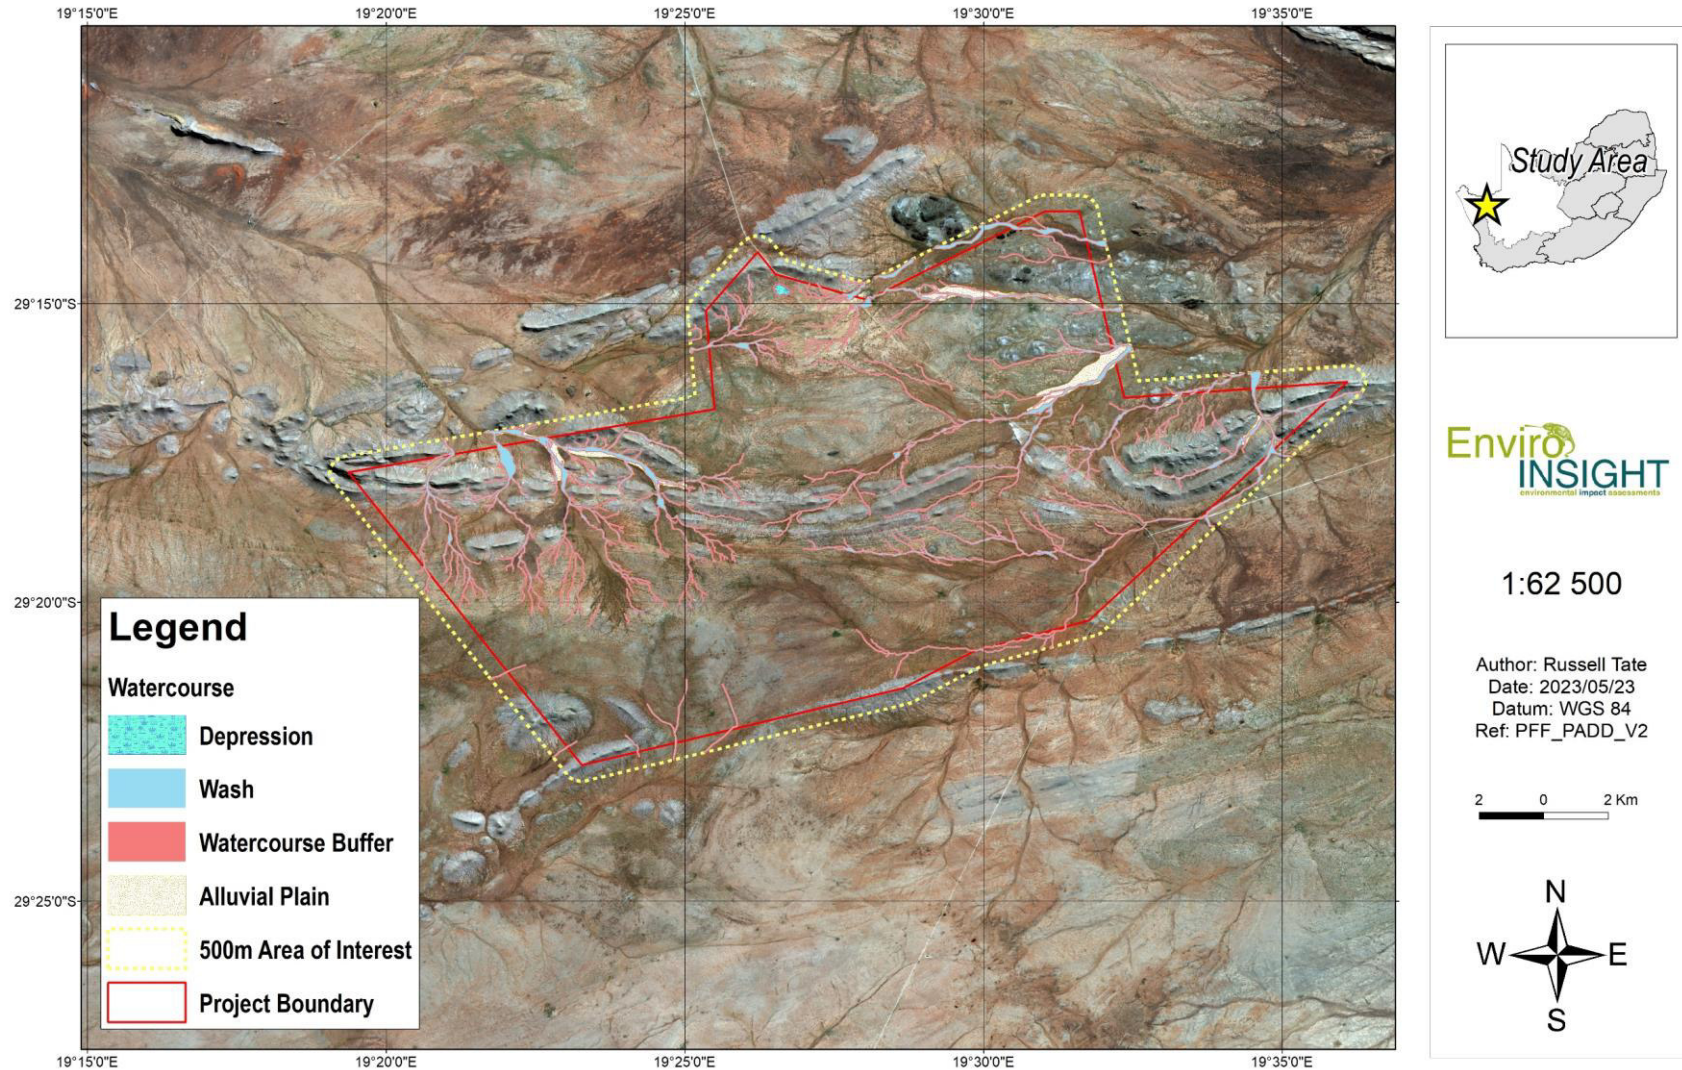 19°15'0"E 19°20'0"E 19°25'0"E 19°30'0"E 19°35'0"E
29°15'0"S
29°20'0"S
29°25'0"S
Legend
Watercourse
Depression
Wash
Watercourse Buffer
Alluvial Plain
500m Area of Interest
Project Boundary
19°15'0"E 19°20'0"E 19°25'0"E 19°30'0"E 19°35'0"E
Study Area
Enviro
INSIGHT
environmental impact assessments
1:62 500
Author: Russell Tate
Date: 2023/05/23
Datum: WGS 84
Ref: PFF_PADD_V2
2 0 2 Km
N
W E
S